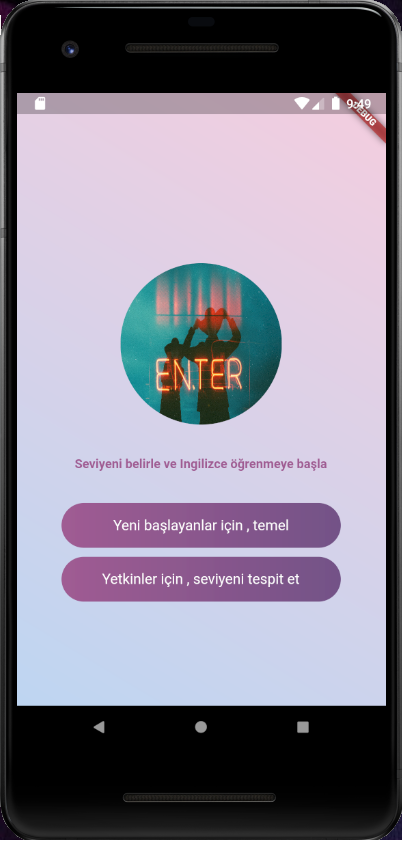 9:49
DEBUG
ENTER
Seviyeni belirle ve Ingilizce öğrenmeye başla
Yeni başlayanlar için , temel
Yetkinler için , seviyeni tespit et